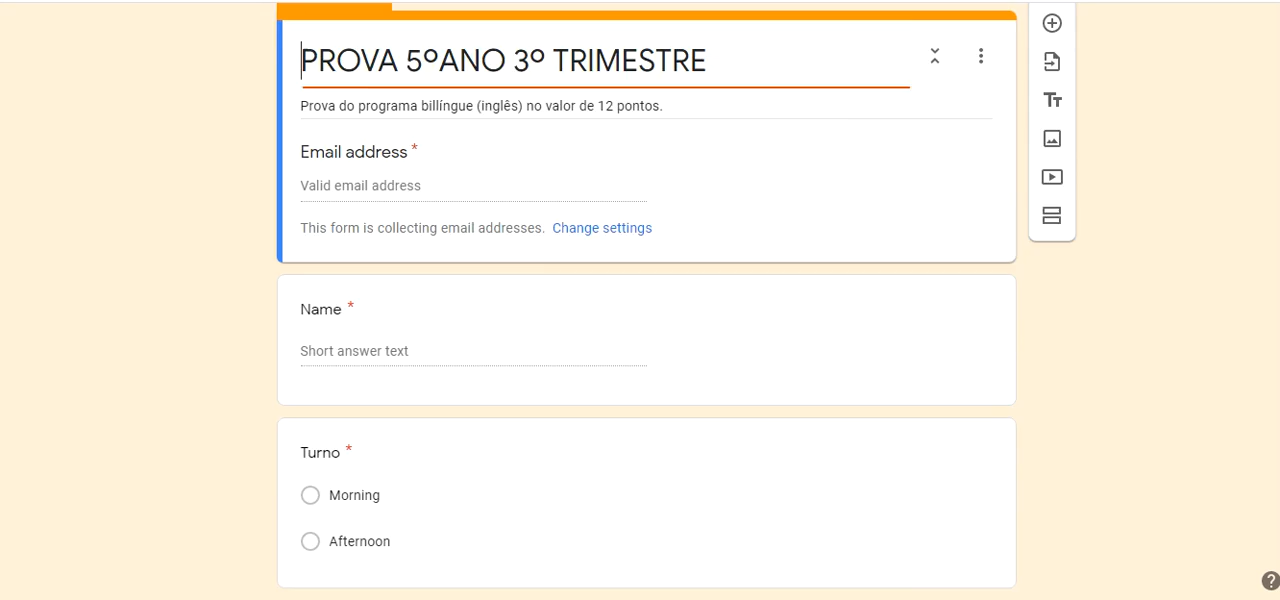 PROVA 5ºANO 3º TRIMESTRE
Prova do programa billíngue (inglês) no valor de 12 pontos.
Email address *
Valid email address
This form is collecting email addresses. Change settings
Name *
Short answer text
Turno *
Morning
Afternoon